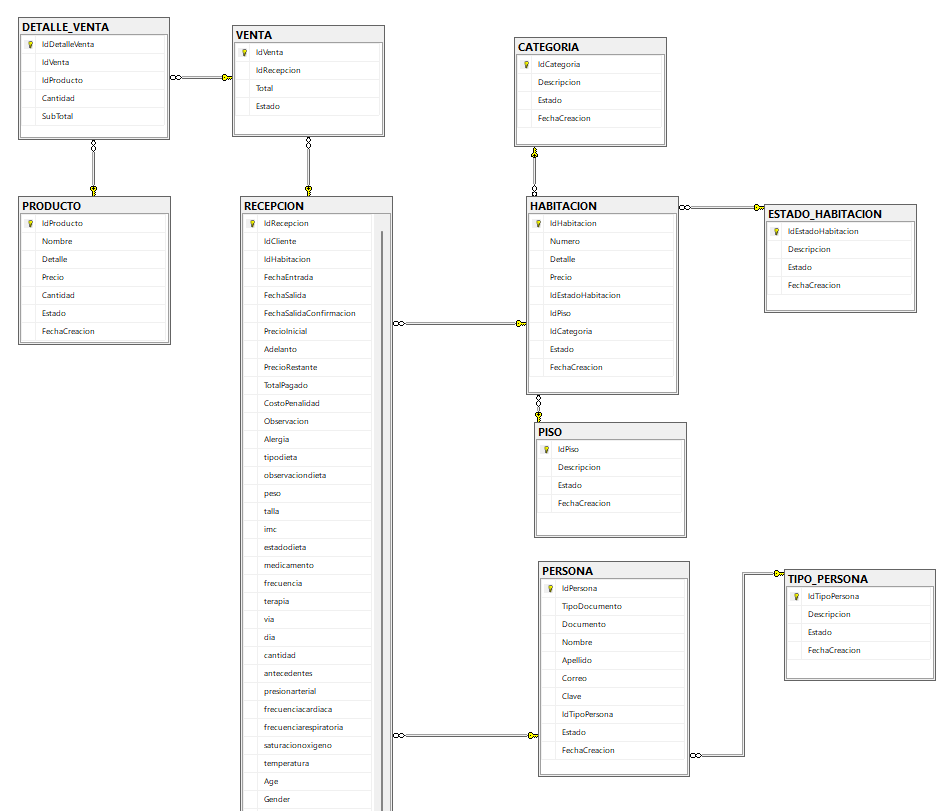 DETALLE_VENTA
IdDetalleVenta
IdVenta
IdProducto
Cantidad
SubTotal
VENTA
IdVenta
IdRecepcion
Total
Estado
CATEGORIA
IdCategoria
Descripcion
Estado
FechaCreacion
PRODUCTO
IdProducto
Nombre
Detalle
Precio
Cantidad
Estado
FechaCreacion
RECEPCION
IdRecepcion
IdCliente
IdHabitacion
FechaEntrada
FechaSalida
FechaSalidaConfirmacion
PrecioInicial
Adelanto
PrecioRestante
TotalPagado
CostoPenalidad
Observacion
Alergia
tipodieta
observaciondieta
peso
talla
imc
estadodieta
medicamento
frecuencia
terapia
via
dia
cantidad
antecedentes
presionarterial
frecuenciacardiaca
frecuenciarespiratoria
saturacionoxigeno
temperatura
Age
Gender
HABITACION
IdHabitacion
Numero
Detalle
Precio
IdEstadoHabitacion
IdPiso
IdCategoria
Estado
FechaCreacion
ESTADO_HABITACION
IdEstadoHabitacion
Descripcion
Estado
FechaCreacion
PISO
IdPiso
Descripcion
Estado
FechaCreacion
PERSONA
IdPersona
TipoDocumento
Documento
Nombre
Apellido
Correo
Clave
IdTipoPersona
Estado
FechaCreacion
TIPO_PERSONA
IdTipoPersona
Descripcion
Estado
FechaCreacion